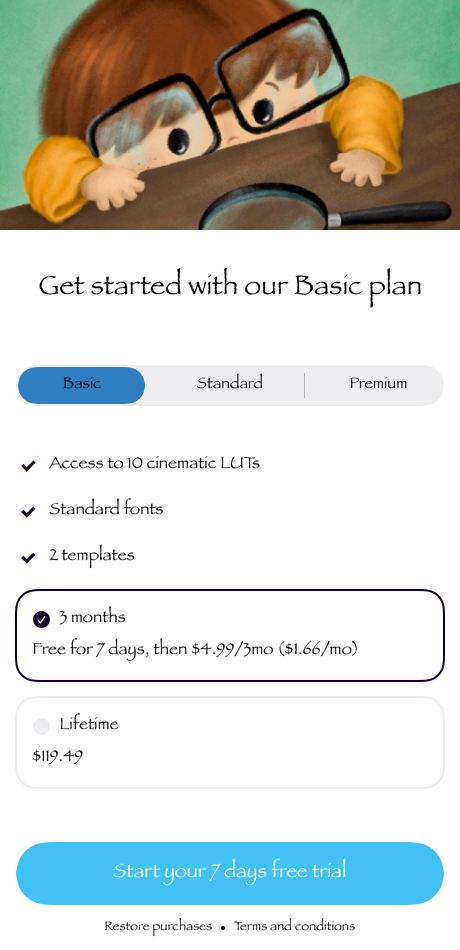 Get started with our Basic plan
Basic
Standard
Premium
Access to 10 cinematic LUTs
Standard fonts
2 templates
3 months
Free for 7 days, then $4.99/3mo ($1.66/mo)
Lifetime
$119.49
Start your 7 days free trial
Restore purchases • Terms and conditions